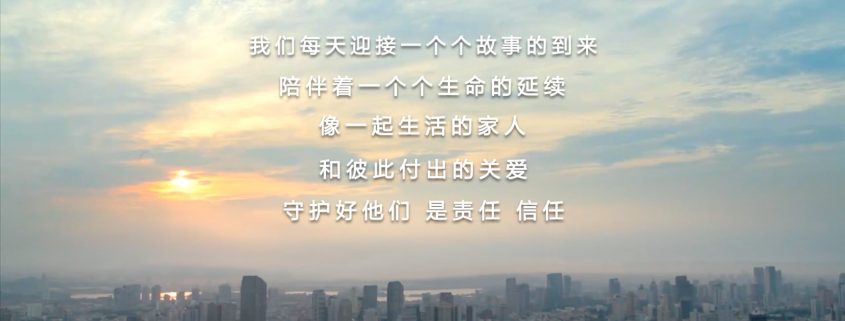 我们每天迎接一个个故事的到来
陪伴着一个个生命的延续
像一起生活的家人
和彼此付出的关爱
守护好他们 是责任 信任